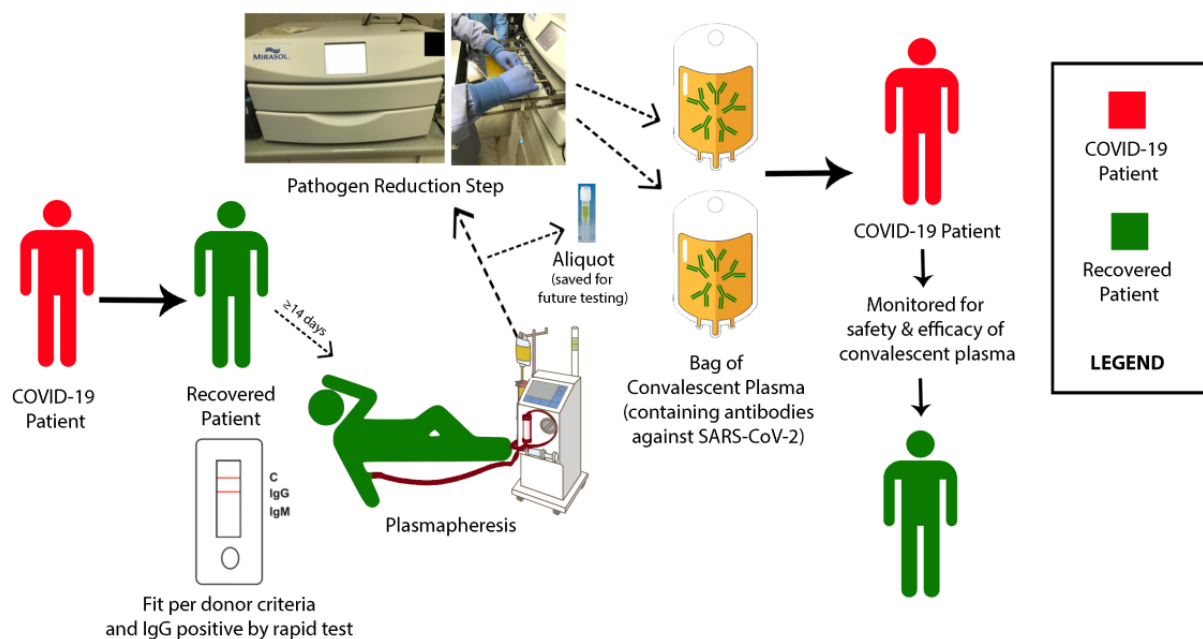 MIRASOL
Pathogen Reduction Step
Aliquot
(saved for
future testing)
COVID-19
Patient
Recovered
Patient
≥14 days
C
IgG
IgM
Fit per donor criteria
and IgG positive by rapid test
Plasmapheresis
Bag of
Convalescent Plasma
(containing antibodies
against SARS-CoV-2)
COVID-19 Patient
Monitored for
safety & efficacy of
convalescent plasma
COVID-19
Patient
Recovered
Patient
LEGEND